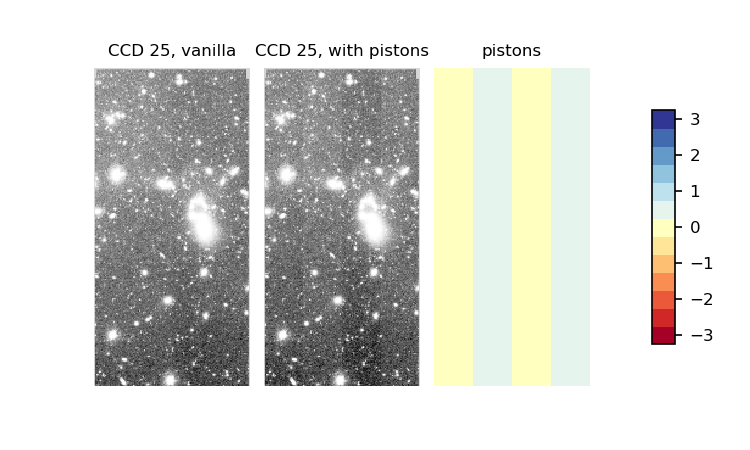 CCD 25, vanilla
CCD 25, with pistons
pistons
3
2
1
0
−1
−2
−3